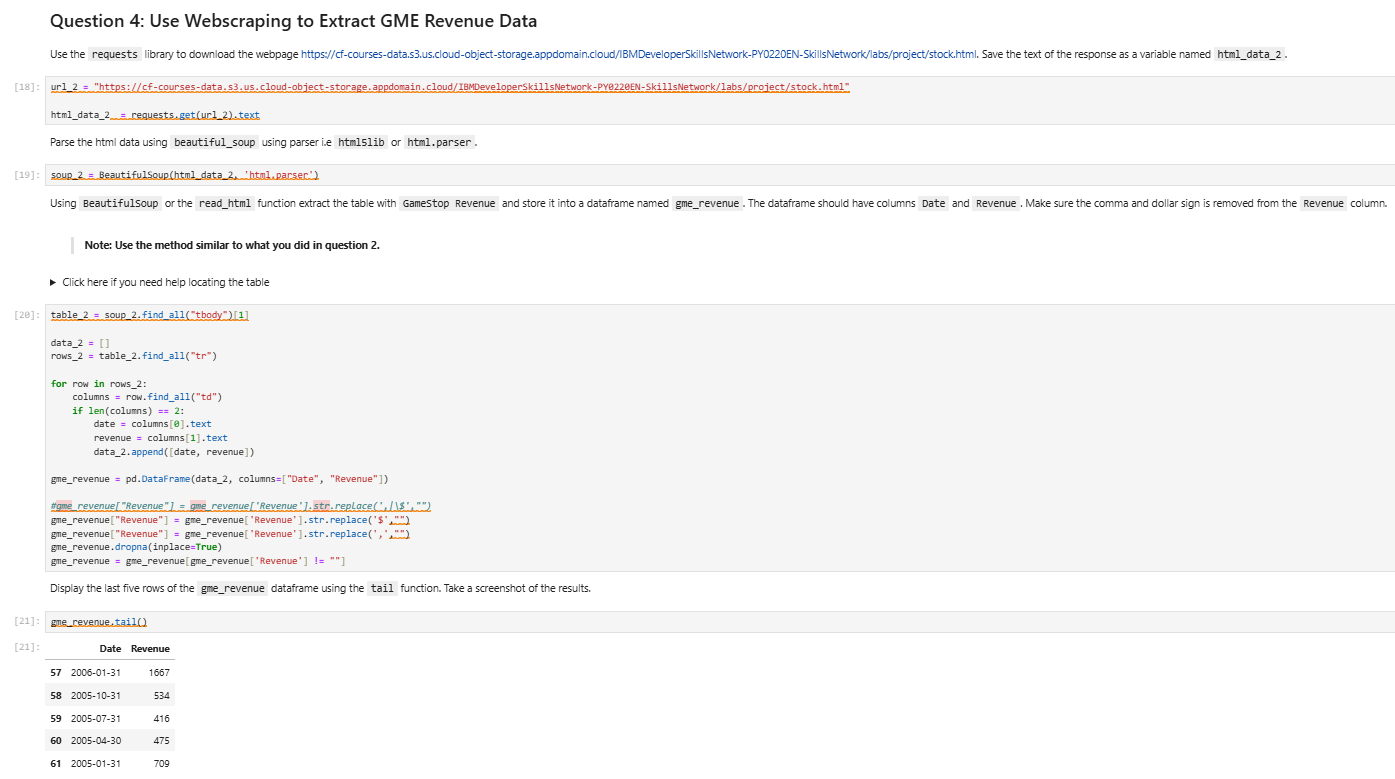 Question 4: Use Webscraping to Extract GME Revenue Data
Use the requests library to download the webpage https://cf-courses-data.s3.us.cloud-object-storage.appdomain.cloud/IBMDeveloperSkillsNetwork-PY0220EN-SkillsNetwork/labs/project/stock.html. Save the text of the response as a variable named html_data_2.
[18]: url_2 = "https://cf-courses-data.s3.us.cloud-object-storage.appdomain.cloud/IBMDeveloperSkillsNetwork-PY0220EN-SkillsNetwork/labs/project/stock.html"
html_data_2  = requests.get(url_2).text
Parse the html data using beautiful_soup using parser i.e html5lib or html.parser.
[19]: soup_2 = BeautifulSoup(html_data_2, 'html.parser')
Using BeautifulSoup or the read_html function extract the table with GameStop Revenue and store it into a dataframe named gme_revenue. The dataframe should have columns Date and Revenue. Make sure the comma and dollar sign is removed from the Revenue column.
Note: Use the method similar to what you did in question 2.
▶ Click here if you need help locating the table
[20]: table_2 = soup_2.find_all("tbody")[1]
data_2 = []
rows_2 = table_2.find_all("tr")
for row in rows_2:
    columns = row.find_all("td")
    if len(columns) == 2:
        date = columns[0].text
        revenue = columns[1].text
        data_2.append([date, revenue])
gme_revenue = pd.DataFrame(data_2, columns=["Date", "Revenue"])
#gme_revenue["Revenue"] = gme_revenue['Revenue'].str.replace(',|\$',"")
gme_revenue["Revenue"] = gme_revenue['Revenue'].str.replace('$',"")
gme_revenue["Revenue"] = gme_revenue['Revenue'].str.replace(',',"")
gme_revenue.dropna(inplace=True)
gme_revenue = gme_revenue[gme_revenue['Revenue'] != ""]
Display the last five rows of the gme_revenue dataframe using the tail function. Take a screenshot of the results.
[21]: gme_revenue.tail()
[21]: Date Revenue
57 2006-01-31 1667
58 2005-10-31 534
59 2005-07-31 416
60 2005-04-30 475
61 2005-01-31 709